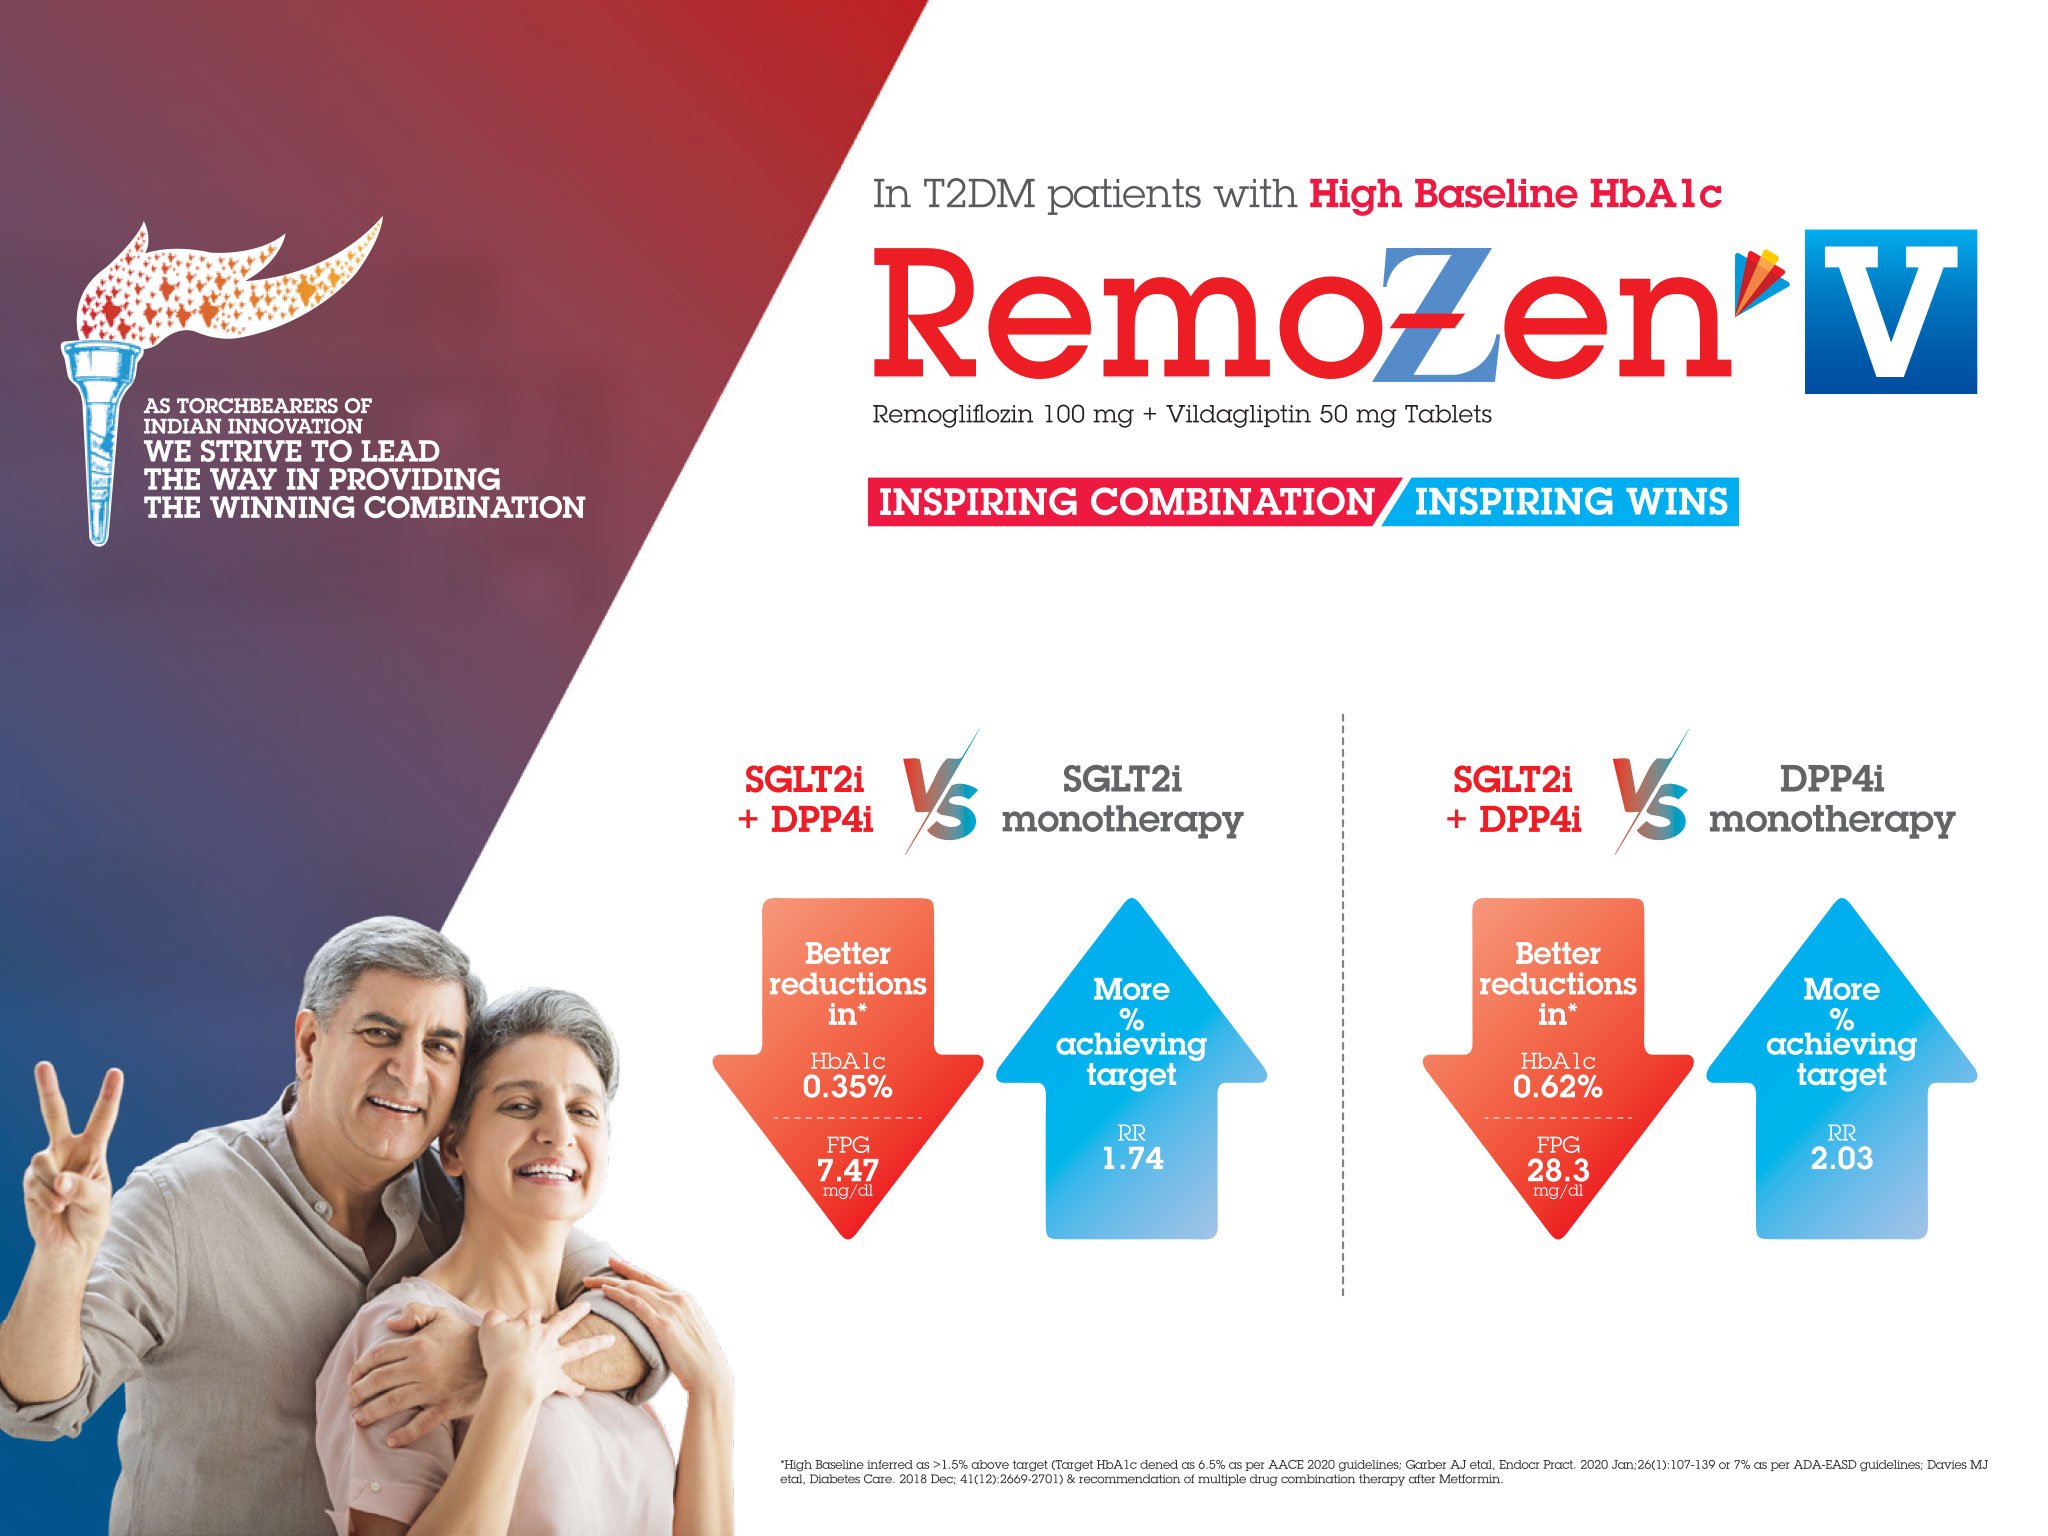 AS TORCHBEARERS OF
INDIAN INNOVATION
WE STRIVE TO LEAD
THE WAY IN PROVIDING
THE WINNING COMBINATION
In T2DM patients with High Baseline HbA1c
RemoZen V
Remogliflozin 100 mg + Vildagliptin 50 mg Tablets
INSPIRING COMBINATION / INSPIRING WINS
SGLT2i
+ DPP4i
VS
SGLT2i
monotherapy
Better
reductions
in*
HbA1c
0.35%
FPG
7.47
mg/dl
More
%
achieving
target
RR
1.74
SGLT2i
+ DPP4i
VS
DPP4i
monotherapy
Better
reductions
in*
HbA1c
0.62%
FPG
28.3
mg/dl
More
%
achieving
target
RR
2.03
*High Baseline inferred as >1.5% above target (Target HbA1c dened as 6.5% as per AACE 2020 guidelines; Garber AJ etal, Endocr Pract. 2020 Jan;26(1):107-139 or 7% as per ADA-EASD guidelines; Davies MJ
etal, Diabetes Care. 2018 Dec; 41(12):2669-2701) & recommendation of multiple drug combination therapy after Metformin.